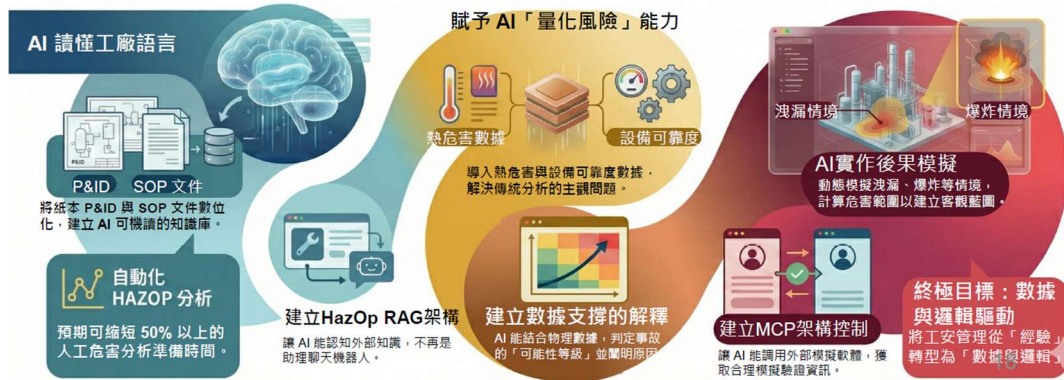 AI 讀懂工廠語言
P&ID
P&ID
SOP 文件
將紙本 P&ID 與 SOP 文件數位
化，建立 AI 可機讀的知識庫。
自動化
HAZOP 分析
預期可縮短 50% 以上的
人工危害分析準備時間。
建立HazOp RAG架構
讓 AI 能認知外部知識，不再是
助理聊天機器人。
賦予 AI「量化風險」能力
熱危害數據
設備可靠度
導入熱危害與設備可靠度數據，
解決傳統分析的主觀問題。
建立數據支撐的解釋
AI 能結合物理數據，判定事故
的「可能性等級」並闡明原因
洩漏情境
爆炸情境
AI實作後果模擬
動態模擬洩漏、爆炸等情境，
計算危害範圍以建立客觀藍圖。
建立MCP架構控制
讓 AI 能調用外部模擬軟體，獲
取合理模擬驗證資訊。
終極目標：數據
與邏輯驅動
將工安管理從「經驗」
轉型為「數據與邏輯」
16